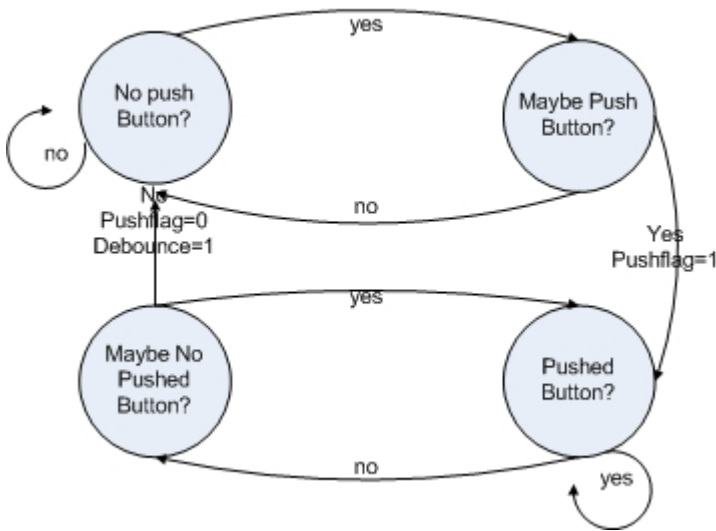 yes
No push
Button?
Maybe Push
Button?
no
no
No
Pushflag=0
Debounce=1
Yes
Pushflag=1
yes
Maybe No
Pushed
Button?
Pushed
Button?
no
yes